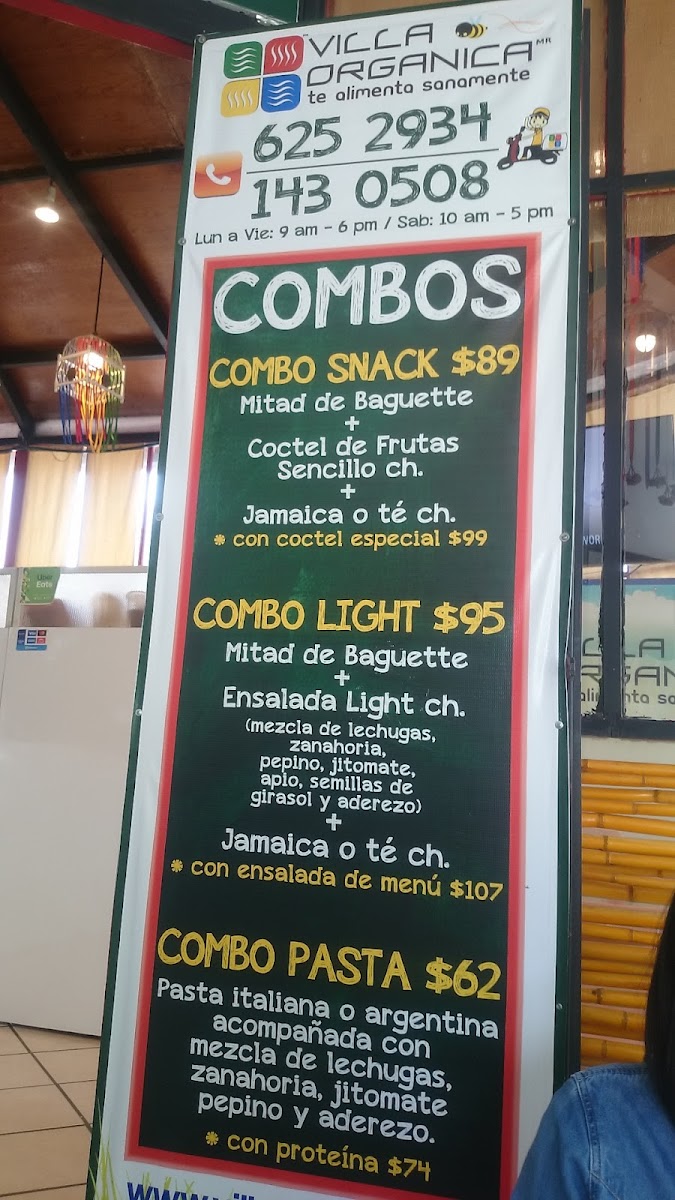 VILLA
ORGANICA MR
te alimenta sanamente
625 2934
143 0508
Lun a Vie: 9 am - 6 pm / Sab: 10 am - 5 pm
COMBOS
COMBO SNACK $89
Mitad de Baguette
+
Coctel de Frutas
Sencillo ch.
+
Jamaica o té ch.
* con coctel especial $99
COMBO LIGHT $95
Mitad de Baguette
+
Ensalada Light ch.
(mezcla de lechugas,
zanahoria,
pepino, jitomate,
apio, semillas de
girasol y aderezo)
+
Jamaica o té ch.
* con ensalada de menú $107
COMBO PASTA $62
Pasta italiana o argentina
acompañada con
mezcla de lechugas,
zanahoria, jitomate
pepino y aderezo.
* con proteína $74
Uber
Eats